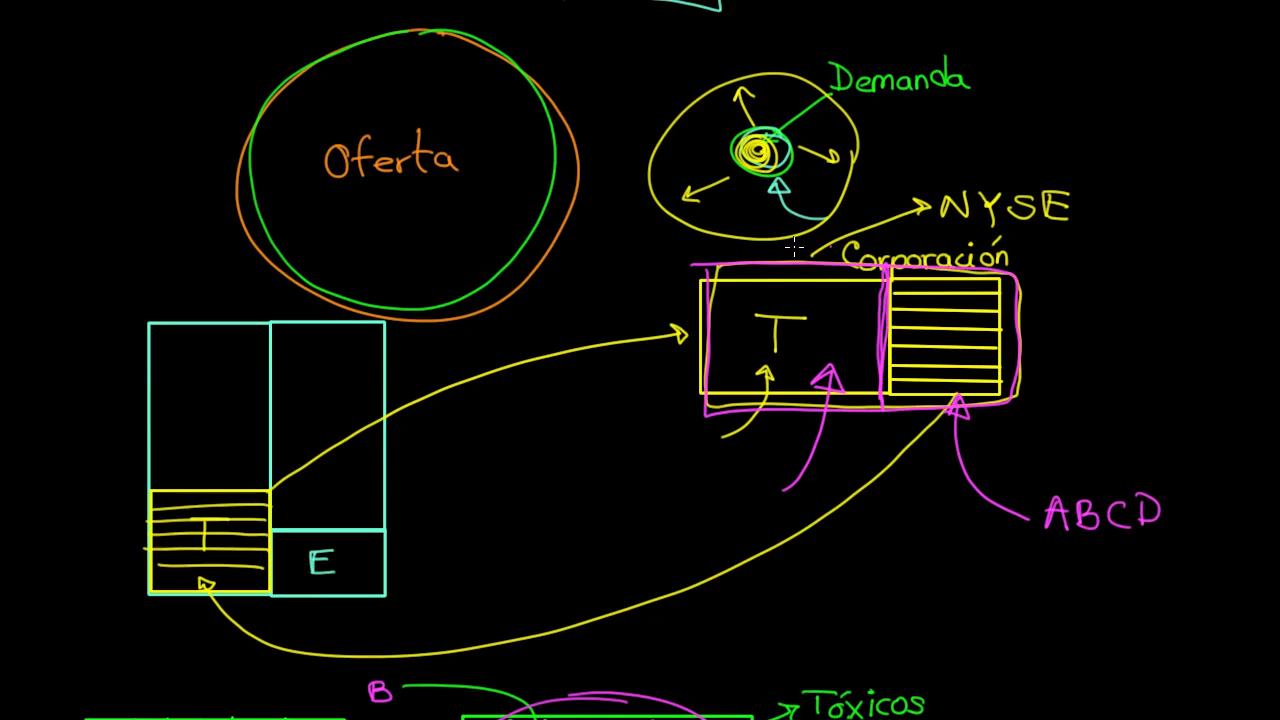 Demanda
Oferta
NYSE
Corporación
T
ABCD
T
E
B
Tóxicos